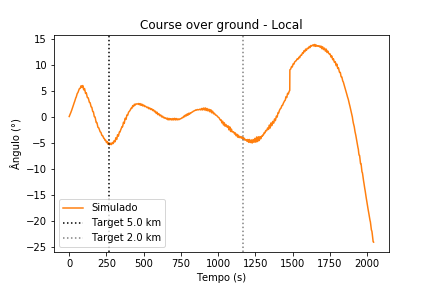 Course over ground - Local
15
10
5
0
−5
−10
−15
−20
−25
Ângulo (°)
Simulado
Target 5.0 km
Target 2.0 km
0 250 500 750 1000 1250 1500 1750 2000
Tempo (s)